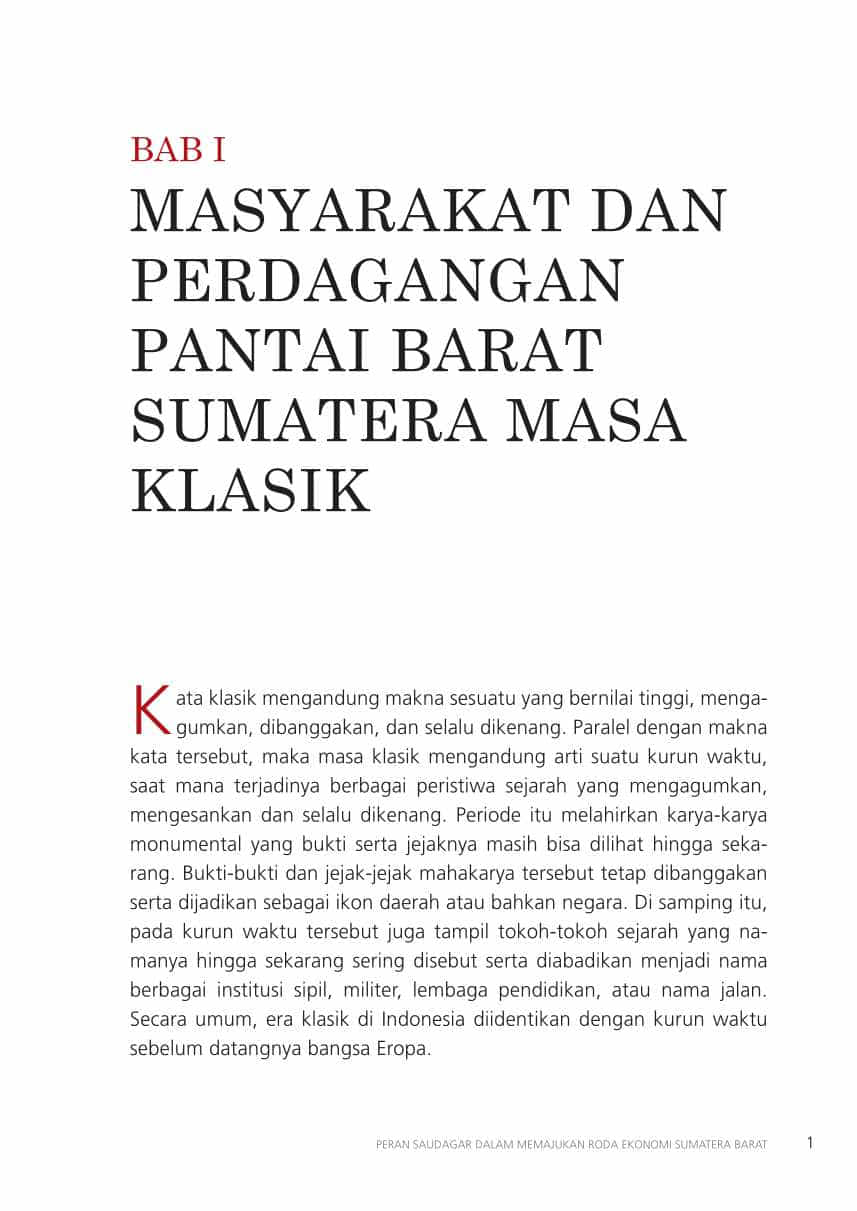 BAB I
MASYARAKAT DAN
PERDAGANGAN
PANTAI BARAT
SUMATERA MASA
KLASIK
Kata klasik mengandung makna sesuatu yang bernilai tinggi, menga-
gumkan, dibanggakan, dan selalu dikenang. Paralel dengan makna
kata tersebut, maka masa klasik mengandung arti suatu kurun waktu,
saat mana terjadinya berbagai peristiwa sejarah yang mengagumkan,
mengesankan dan selalu dikenang. Periode itu melahirkan karya-karya
monumental yang bukti serta jejaknya masih bisa dilihat hingga seka-
rang. Bukti-bukti dan jejak-jejak mahakarya tersebut tetap dibanggakan
serta dijadikan sebagai ikon daerah atau bahkan negara. Di samping itu,
pada kurun waktu tersebut juga tampil tokoh-tokoh sejarah yang na-
manya hingga sekarang sering disebut serta diabadikan menjadi nama
berbagai institusi sipil, militer, lembaga pendidikan, atau nama jalan.
Secara umum, era klasik di Indonesia diidentikan dengan kurun waktu
sebelum datangnya bangsa Eropa.
PERAN SAUDAGAR DALAM MEMAJUKAN RODA EKONOMI SUMATERA BARAT 1